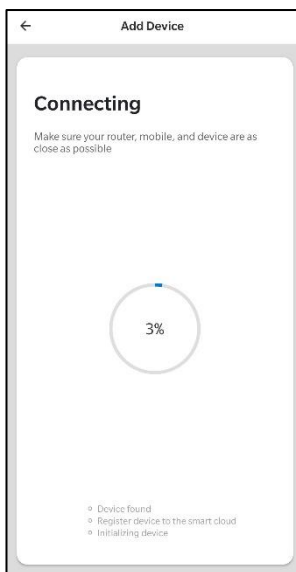 Add Device
Connecting
Make sure your router, mobile, and device are as
close as possible
3%
Device found
Register device to the smart cloud
Initializing device